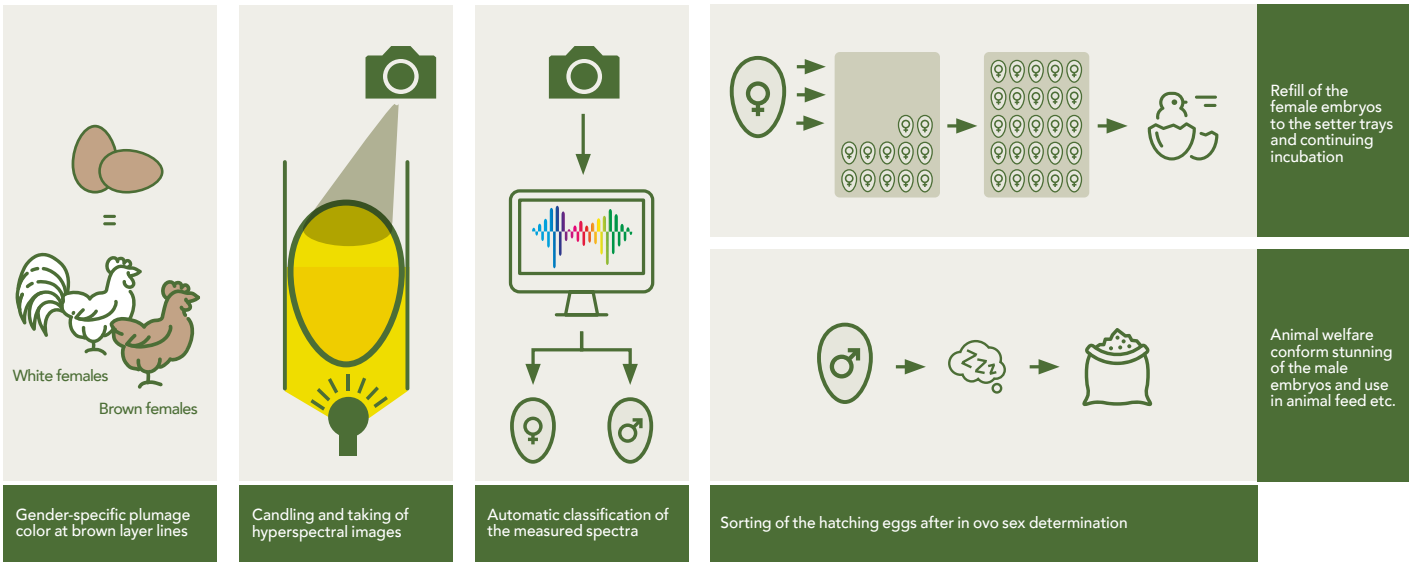 White females
Brown females
Gender-specific plumage
color at brown layer lines
Candling and taking of
hyperspectral images
Automatic classification of
the measured spectra
Refill of the
female embryos
to the setter trays
and continuing
incubation
ZZz
Animal welfare
conform stunning
of the male
embryos and use
in animal feed etc.
Sorting of the hatching eggs after in ovo sex determination